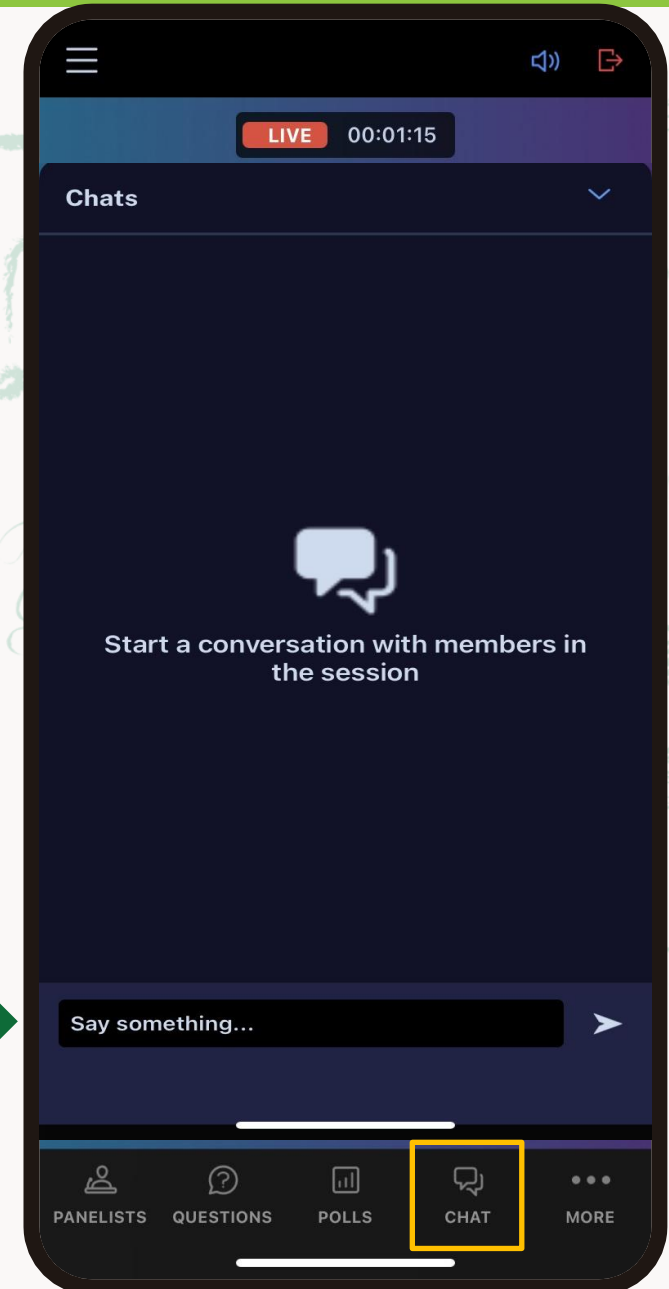 LIVE 00:01:15
Chats
Start a conversation with members in
the session
Say something...
PANELISTS QUESTIONS POLLS CHAT MORE